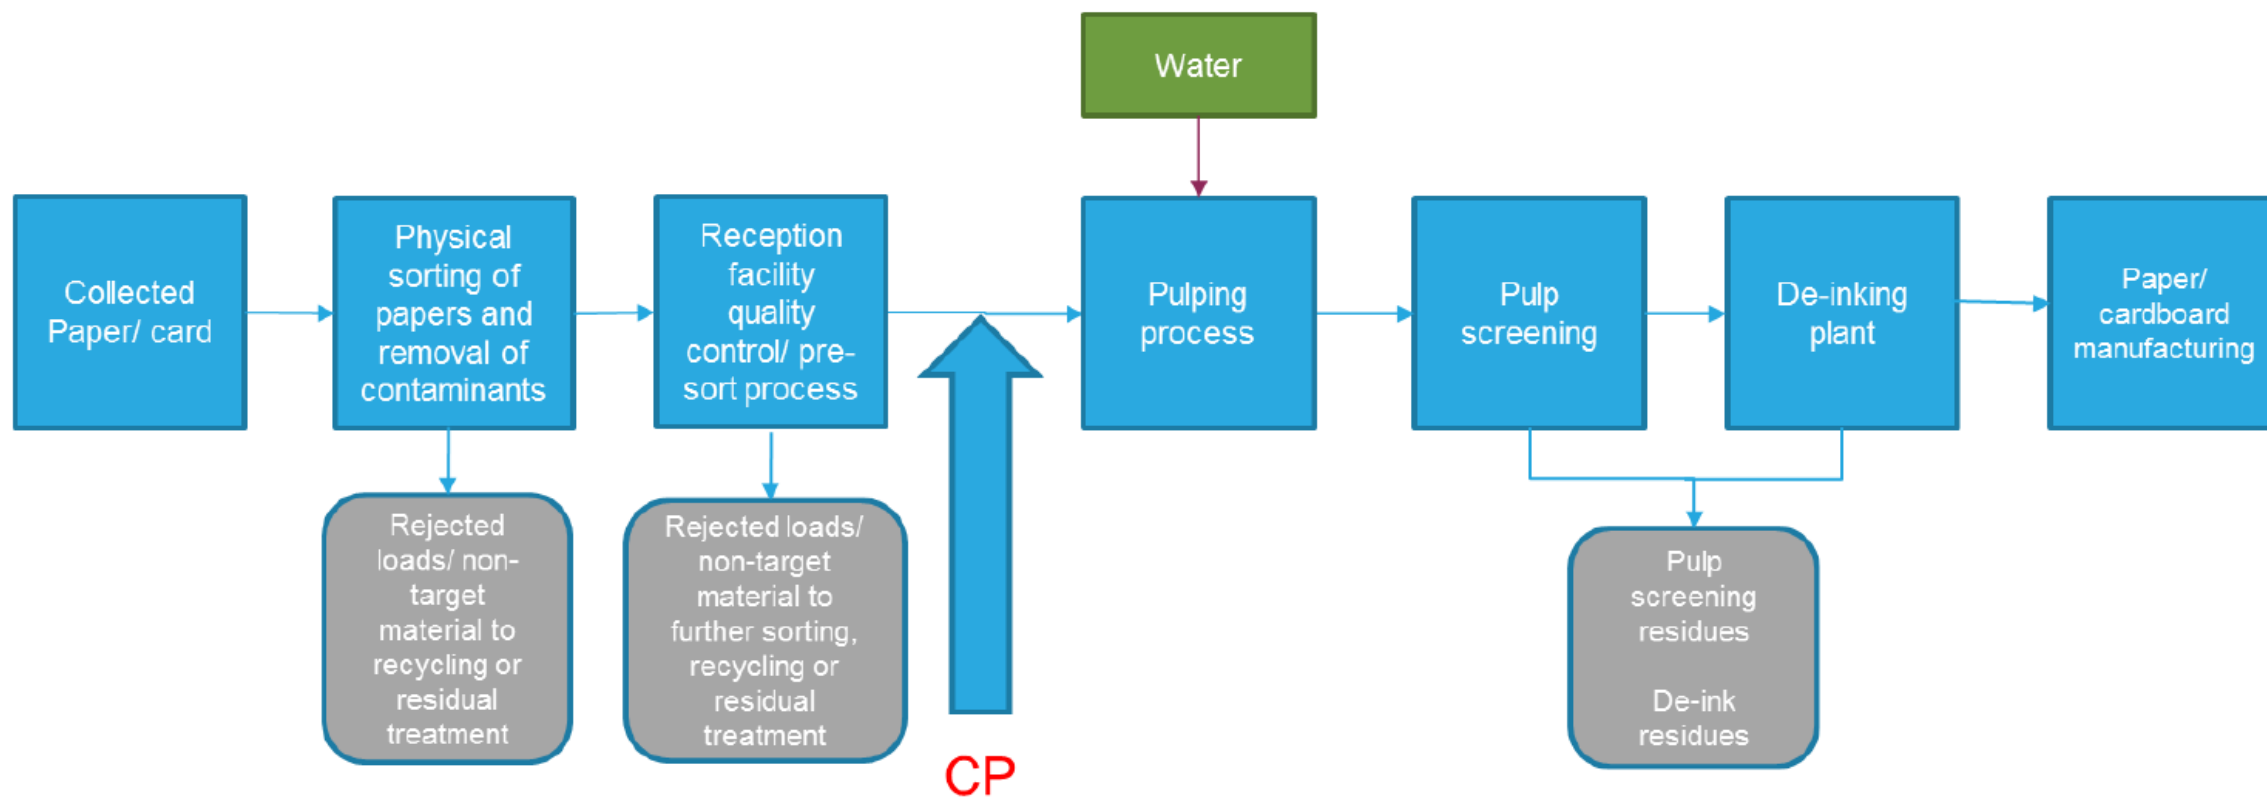 Water
Collected
Paper/ card
Physical
sorting of
papers and
removal of
contaminants
Reception
facility
quality
control/ pre-
sort process
Pulping
process
Pulp
screening
De-inking
plant
Paper/
cardboard
manufacturing
Rejected
loads/ non-
target
material to
recycling or
residual
treatment
Rejected loads/
non-target
material to
further sorting,
recycling or
residual
treatment
CP
Pulp
screening
residues
De-ink
residues